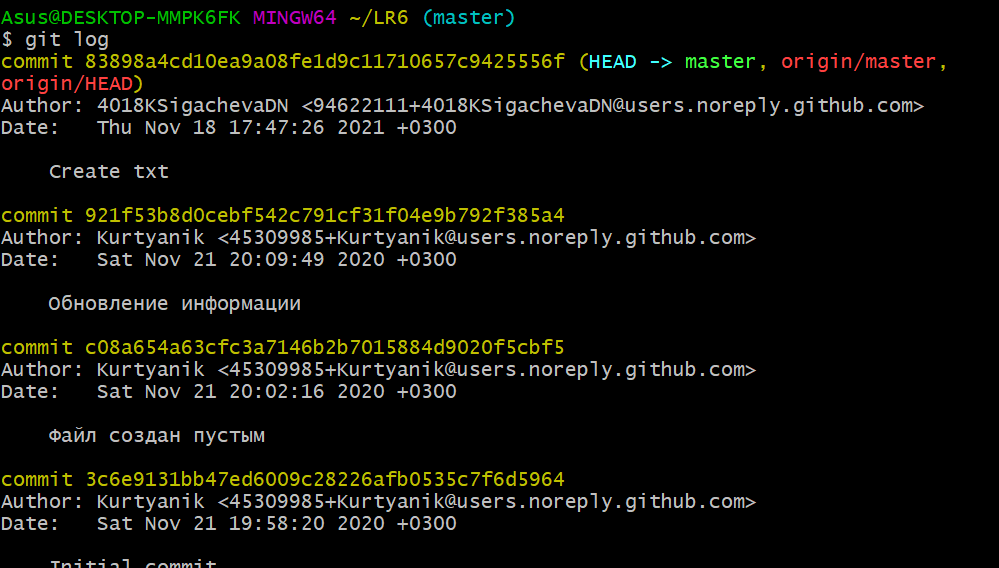 Asus@DESKTOP-MMPK6FK MINGW64 ~/LR6 (master)
$ git log
commit 83898a4cd10ea9a08fe1d9c11710657c9425556f (HEAD -> master, origin/master,
origin/HEAD)
Author: 4018KSigachevaDN <94622111+4018KSigachevaDN@users.noreply.github.com>
Date:   Thu Nov 18 17:47:26 2021 +0300
Create txt
commit 921f53b8d0cebf542c791cf31f04e9b792f385a4
Author: Kurtyanik <45309985+Kurtyanik@users.noreply.github.com>
Date:   Sat Nov 21 20:09:49 2020 +0300
Обновление информации
commit c08a654a63cfc3a7146b2b7015884d9020f5cbf5
Author: Kurtyanik <45309985+Kurtyanik@users.noreply.github.com>
Date:   Sat Nov 21 20:02:16 2020 +0300
Файл создан пустым
commit 3c6e9131bb47ed6009c28226afb0535c7f6d5964
Author: Kurtyanik <45309985+Kurtyanik@users.noreply.github.com>
Date:   Sat Nov 21 19:58:20 2020 +0300
Initial commit